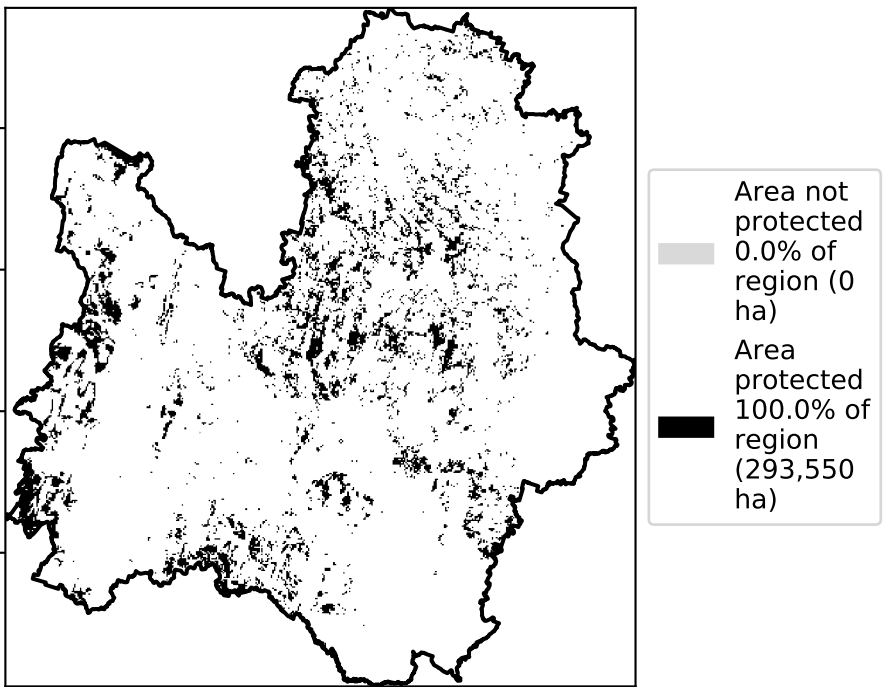 Area not
protected
0.0% of
region (0
ha)
Area
protected
100.0% of
region
(293,550
ha)